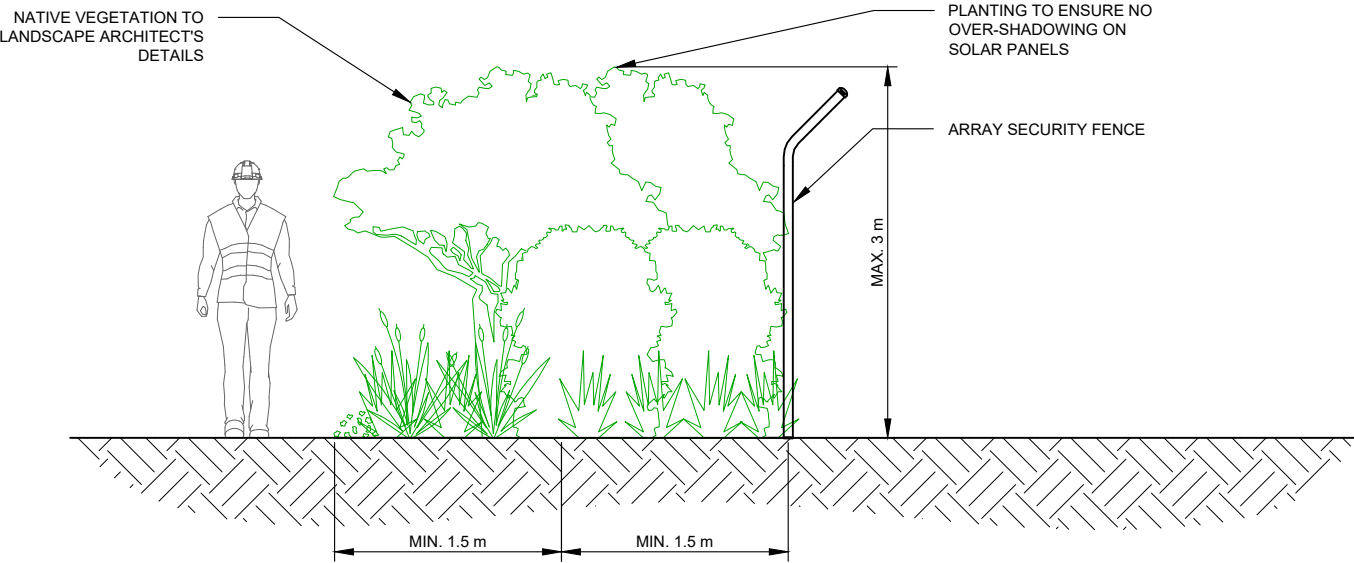 NATIVE VEGETATION TO
LANDSCAPE ARCHITECT'S
DETAILS
PLANTING TO ENSURE NO
OVER-SHADOWING ON
SOLAR PANELS
ARRAY SECURITY FENCE
MAX. 3 m
MIN. 1.5 m
MIN. 1.5 m